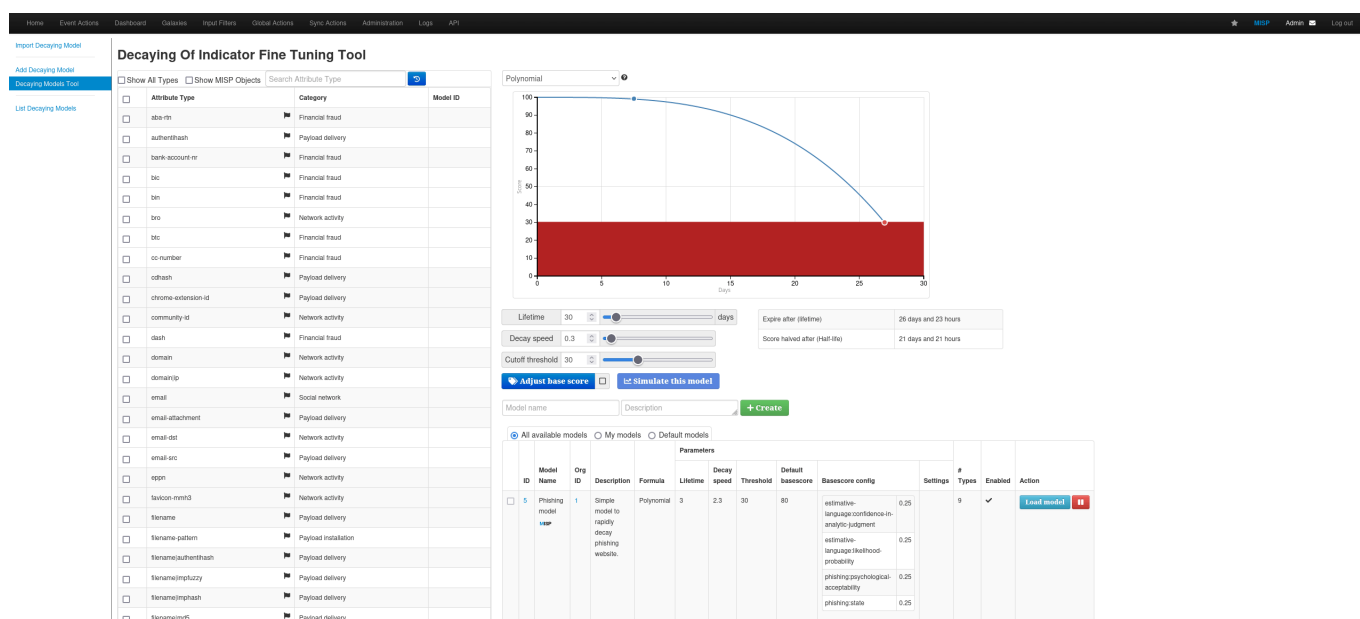 Home Event Actions Dashboard Galaxies Input Filters Global Actions Sync Actions Administration Logs API MISP Admin Log out
Import Decaying Model
Add Decaying Model
Decaying Models Tool
List Decaying Models
Decaying Of Indicator Fine Tuning Tool
Show All Types Show MISP Objects Search Attribute Type
Attribute Type Category Model ID
aba-rtn Financial fraud
authentihash Payload delivery
bank-account-nr Financial fraud
bic Financial fraud
bin Financial fraud
bro Network activity
btc Financial fraud
cc-number Financial fraud
cdhash Payload delivery
chrome-extension-id Payload delivery
community-id Network activity
dash Financial fraud
domain Network activity
domain|ip Network activity
email Social network
email-attachment Payload delivery
email-dst Network activity
email-src Payload delivery
eppn Network activity
favicon-mmh3 Network activity
filename Payload delivery
filename-pattern Payload installation
filename|authentihash Payload delivery
filename|impfuzzy Payload delivery
filename|imphash Payload delivery
filename|md5 Payload delivery
Polynomial
100
90
80
70
60
50
40
30
20
10
0
Score
0 5 10 15 20 25 30
Days
Lifetime 30 days
Decay speed 0.3
Cutoff threshold 30
Expire after (lifetime) 26 days and 23 hours
Score halved after (Half-life) 21 days and 21 hours
Adjust base score Simulate this model
Model name Description + Create
All available models My models Default models
Parameters
ID Model Name Org ID Description Formula Lifetime Decay speed Threshold Default basescore Basescore config Settings # Types Enabled Action
5 Phishing model MISP 1 Simple model to rapidly decay phishing website. Polynomial 3 2.3 30 80
estimative-language:confidence-in-analytic-judgment 0.25
estimative-language:likelihood-probability 0.25
phishing:psychological-acceptability 0.25
phishing:state 0.25
9 Load model